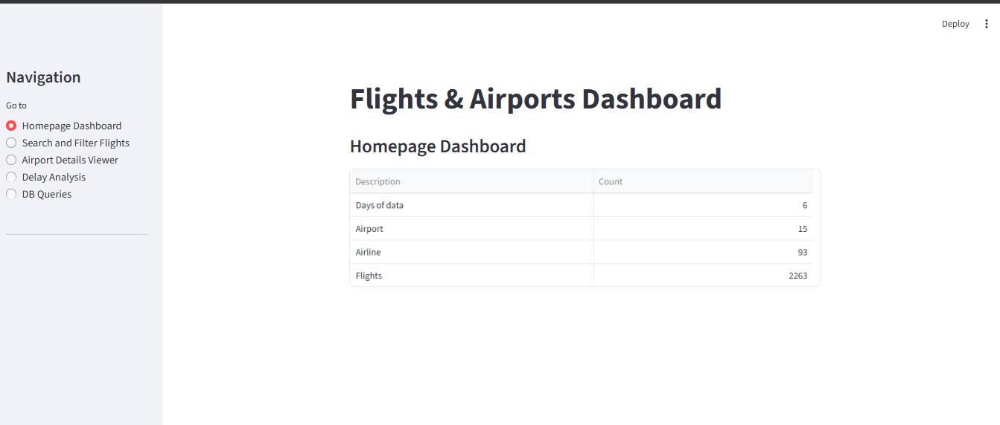 Deploy
Navigation
Go to
Homepage Dashboard
Search and Filter Flights
Airport Details Viewer
Delay Analysis
DB Queries
Flights & Airports Dashboard
Homepage Dashboard
Description Count
Days of data 6
Airport 15
Airline 93
Flights 2263